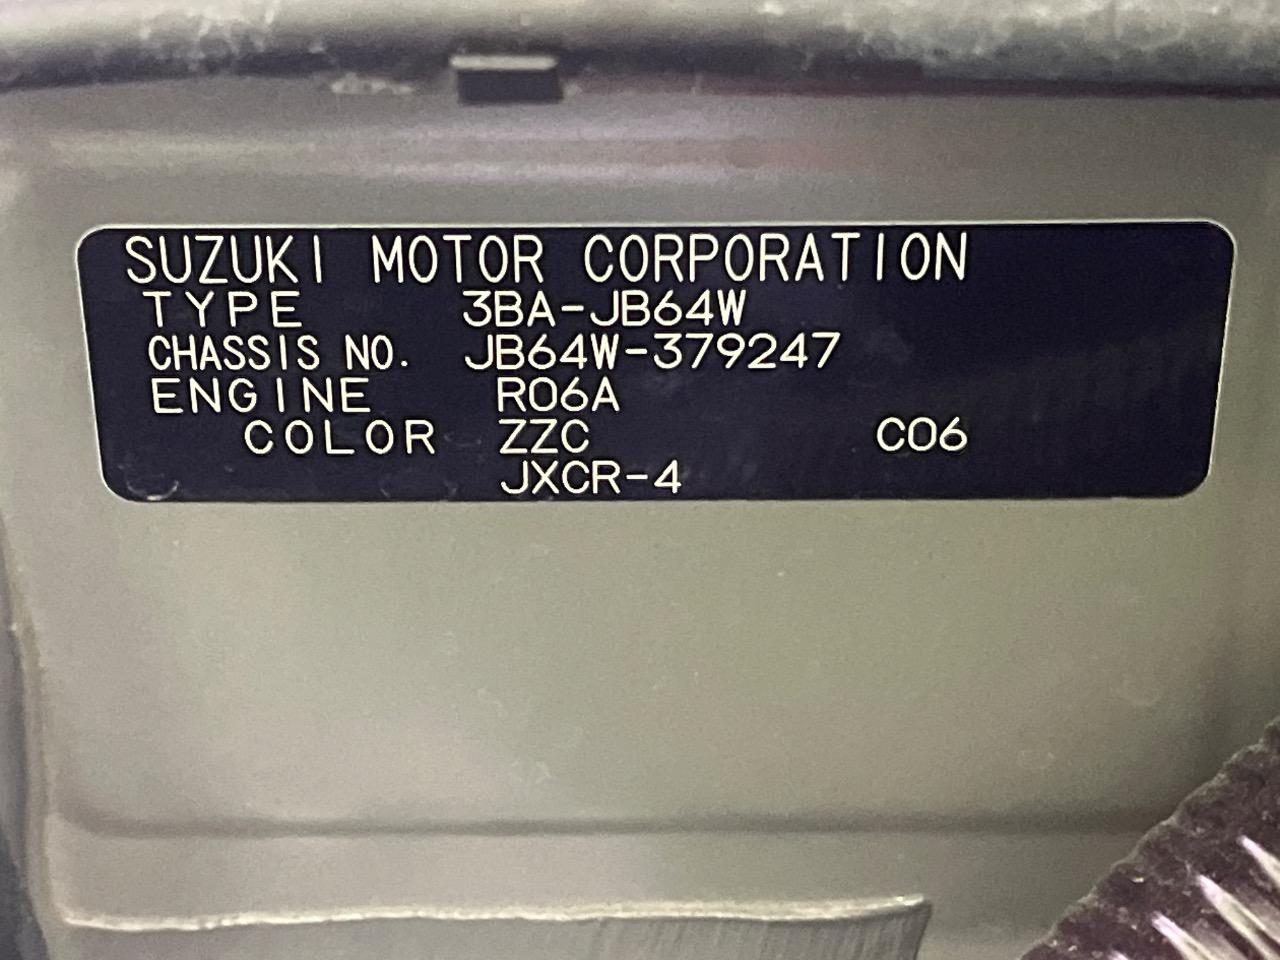 SUZUKI MOTOR CORPORATION
TYPE 3BA-JB64W
CHASSIS NO. JB64W-379247
ENGINE R06A
COLOR ZZC C06
JXCR-4